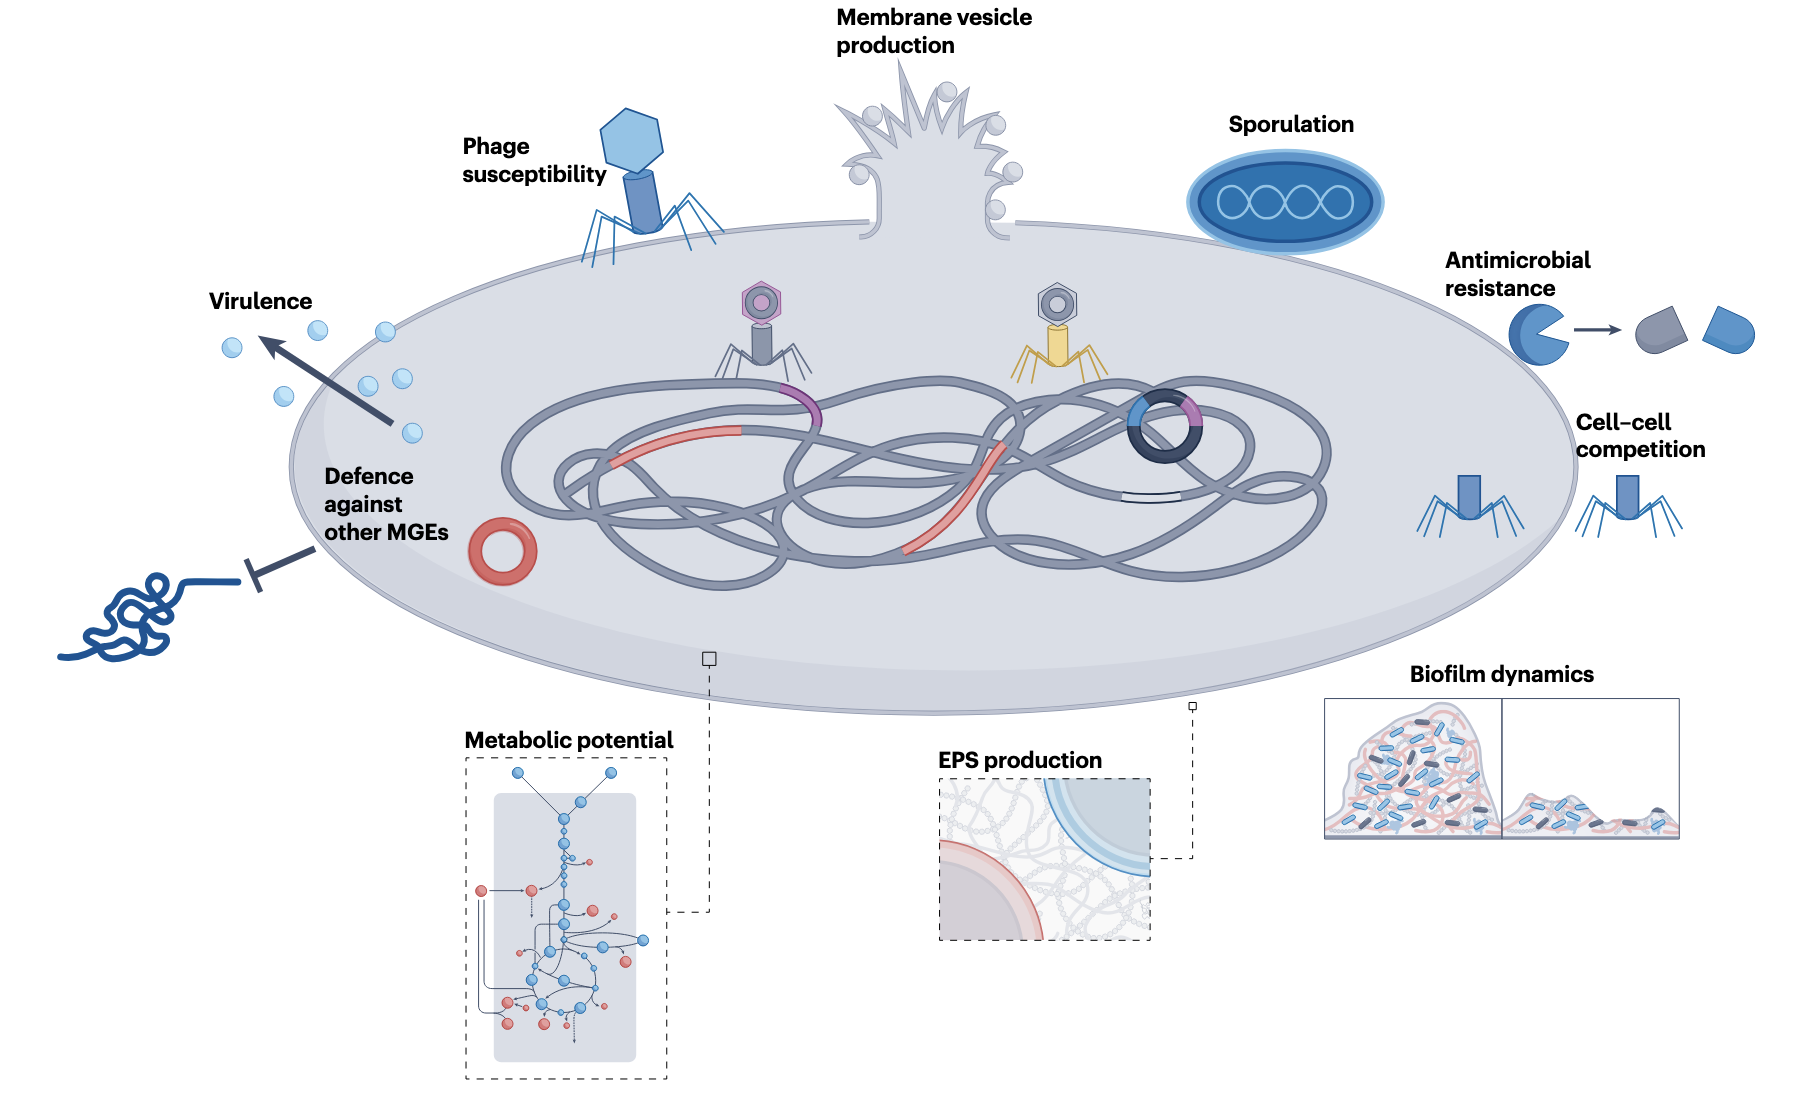 Membrane vesicle
production
Phage
susceptibility
Sporulation
Antimicrobial
resistance
Virulence
Cell–cell
competition
Defence
against
other MGEs
Biofilm dynamics
Metabolic potential
EPS production